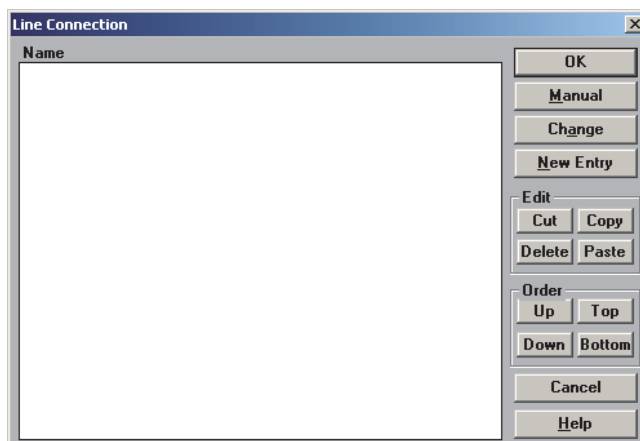 Line Connection
Name
OK
Manual
Change
New Entry
Edit
Cut Copy
Delete Paste
Order
Up Top
Down Bottom
Cancel
Help